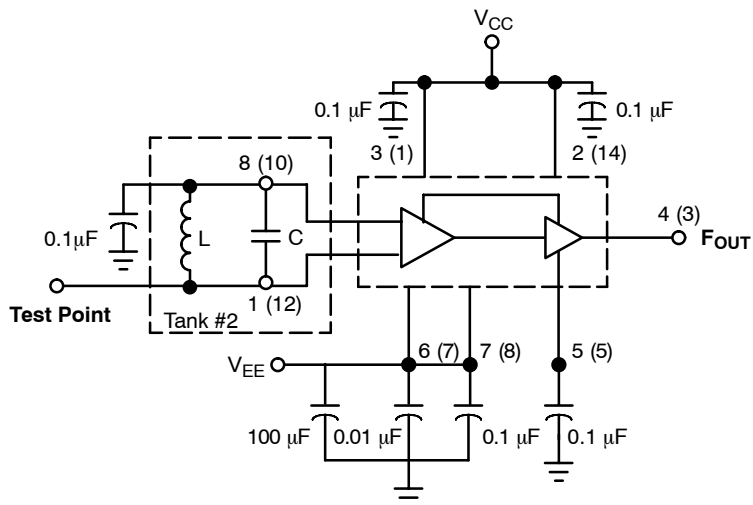 VCC
0.1 µF
0.1 µF
3 (1)
2 (14)
8 (10)
4 (3)
0.1µF
L
C
FOUT
1 (12)
Test Point
Tank #2
VEE
6 (7)
7 (8)
5 (5)
100 µF
0.01 µF
0.1 µF
0.1 µF